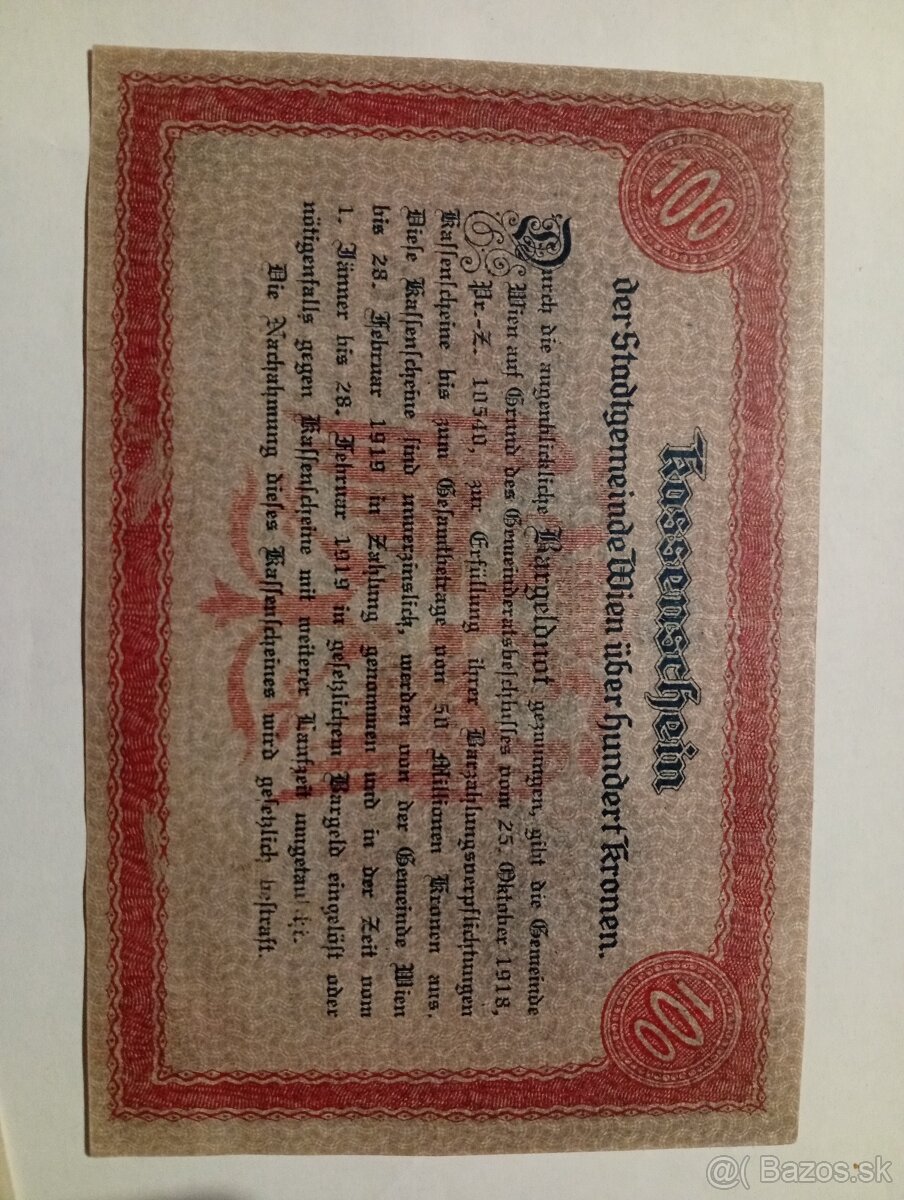 100
100
Kassenschein
der Stadtgemeinde Wien über hundert Kronen.
Durch die augenblickliche Bargeldnot gezwungen, gibt die Gemeinde
Wien auf Grund des Gemeinderatsbeschlusses vom 25. Oktober 1918,
Pr.-Z. 10540, zur Erfüllung ihrer Barzahlungsverpflichtungen
Kassenscheine bis zum Gesamtbetrage von 50 Millionen Kronen aus.
Diese Kassenscheine sind unverzinslich, werden von der Gemeinde Wien
bis 28. Februar 1919 in Zahlung genommen und in der Zeit vom
1. Jänner bis 28. Februar 1919 in gesetzlichem Bargeld eingelöst oder
nötigenfalls gegen Kassenscheine mit weiterer Laufzeit umgetauscht.
Die Nachahmung dieses Kassenscheines wird gesetzlich bestraft.
@( Bazos.sk